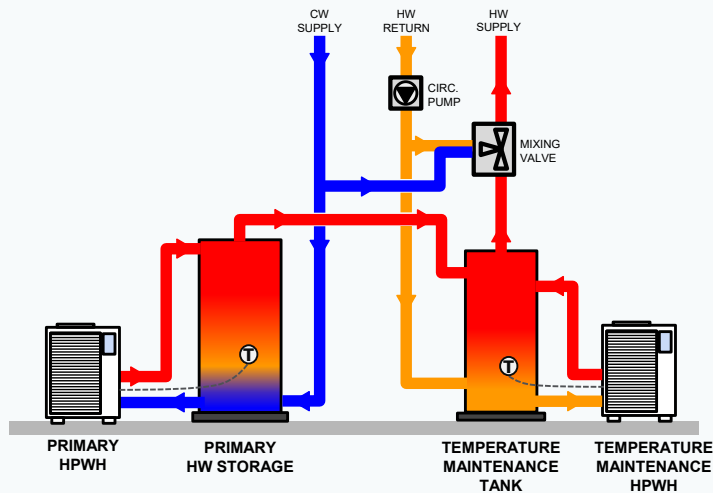 CW
SUPPLY
HW
RETURN
HW
SUPPLY
CIRC.
PUMP
MIXING
VALVE
T
T
PRIMARY
HPWH
PRIMARY
HW STORAGE
TEMPERATURE
MAINTENANCE
TANK
TEMPERATURE
MAINTENANCE
HPWH